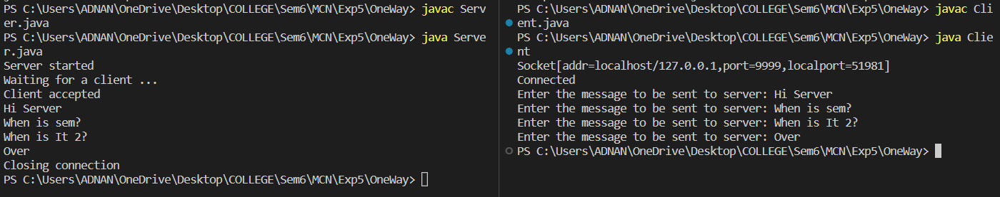 PS C:\Users\ADNAN\OneDrive\Desktop\COLLEGE\Sem6\MCN\Exp5\OneWay> javac Serv
er.java
PS C:\Users\ADNAN\OneDrive\Desktop\COLLEGE\Sem6\MCN\Exp5\OneWay> java Serve
r.java
Server started
Waiting for a client ...
Client accepted
Hi Server
When is sem?
When is It 2?
Over
Closing connection
PS C:\Users\ADNAN\OneDrive\Desktop\COLLEGE\Sem6\MCN\Exp5\OneWay>
PS C:\Users\ADNAN\OneDrive\Desktop\COLLEGE\Sem6\MCN\Exp5\OneWay> javac Cli
ent.java
PS C:\Users\ADNAN\OneDrive\Desktop\COLLEGE\Sem6\MCN\Exp5\OneWay> java Clie
nt
Socket[addr=localhost/127.0.0.1,port=9999,localport=51981]
Connected
Enter the message to be sent to server: Hi Server
Enter the message to be sent to server: When is sem?
Enter the message to be sent to server: When is It 2?
Enter the message to be sent to server: Over
PS C:\Users\ADNAN\OneDrive\Desktop\COLLEGE\Sem6\MCN\Exp5\OneWay>